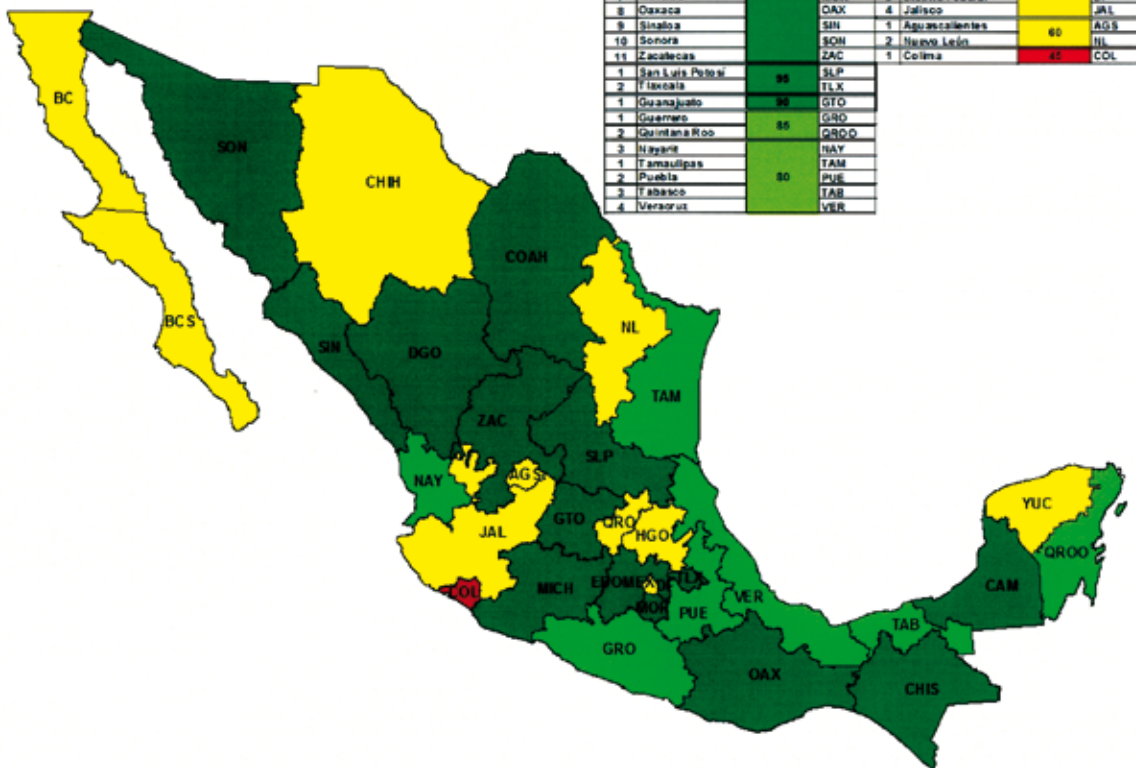 8 Oaxaca OAX
9 Sinaloa SIN
10 Sonora SON
11 Zacatecas ZAC
1 San Luis Potosí 95 SLP
2 Tlaxcala TLX
1 Guanajuato 90 GTO
1 Guerrero 85 GRO
2 Quintana Roo QROO
3 Nayarit NAY
1 Tamaulipas 80 TAM
2 Puebla PUE
3 Tabasco TAB
4 Veracruz VER
4 Jalisco JAL
1 Aguascalientes 60 AGS
2 Nuevo León NL
1 Colima COL
BC
SON
CHIH
COAH
BCS
NL
SIN
DGO
TAM
ZAC
SLP
NAY
AGS
YUC
GTO
QRO
JAL
HGO
QROO
COL
MICH
EDOMEX
DF
TLX
CAM
MOR
VER
PUE
TAB
GRO
OAX
CHIS